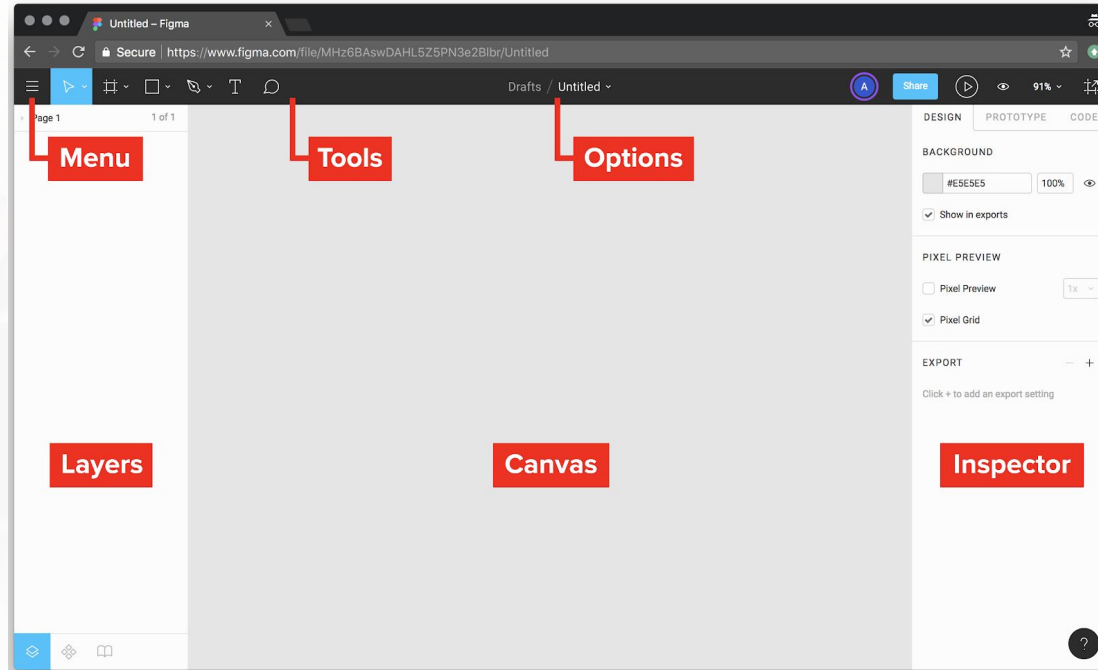 Untitled – Figma
Secure https://www.figma.com/file/MHz6BAswDAHL5Z5PN3e2Blbr/Untitled
T Drafts / Untitled A Share 91%
Page 1 1 of 1
DESIGN PROTOTYPE CODE
Menu
Tools
Options
BACKGROUND
#E5E5E5 100%
Show in exports
PIXEL PREVIEW
Pixel Preview 1x
Pixel Grid
EXPORT
Click + to add an export setting
Layers
Canvas
Inspector
?